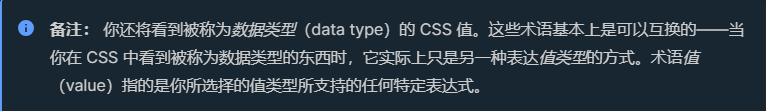 备注： 你还将看到被称为数据类型（data type）的 CSS 值。这些术语基本上是可以互换的——当
你在 CSS 中看到被称为数据类型的东西时，它实际上只是另一种表达值类型的方式。术语值
（value）指的是你所选择的值类型所支持的任何特定表达式。